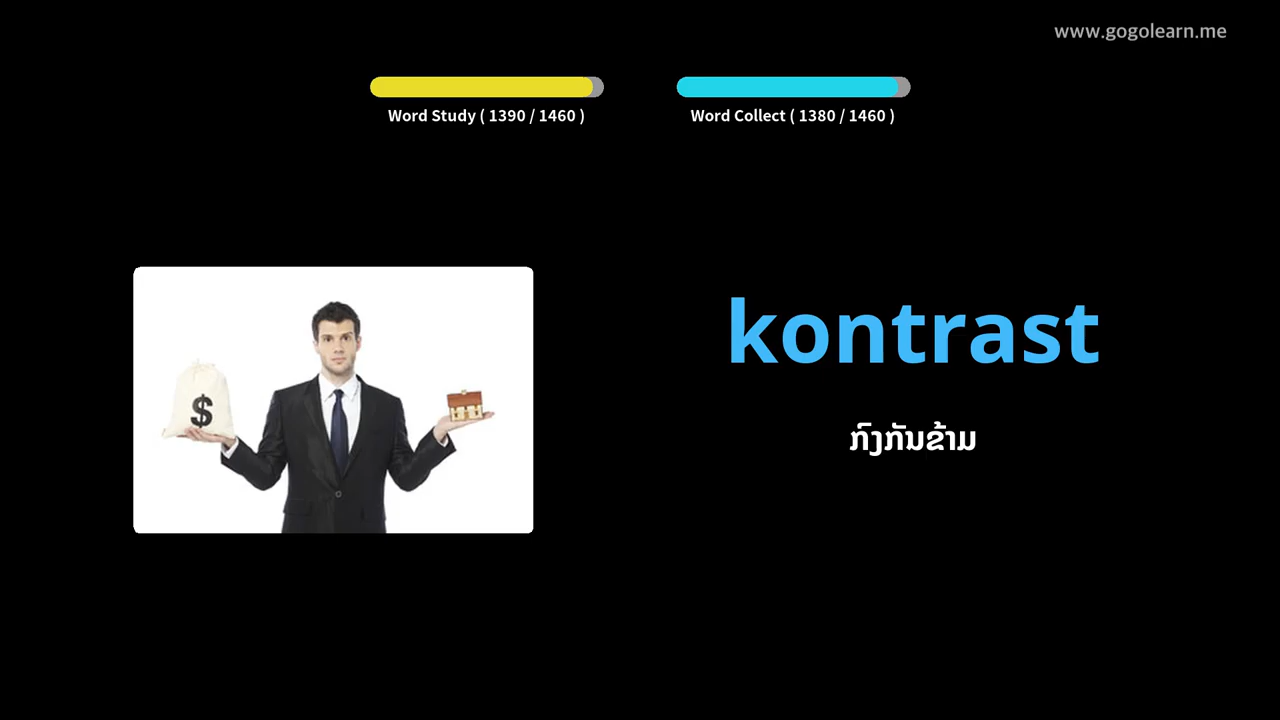 www.gogolearn.me
Word Study ( 1390 / 1460 )
Word Collect ( 1380 / 1460 )
kontrast
$
ກົງກັນຂ້າມ